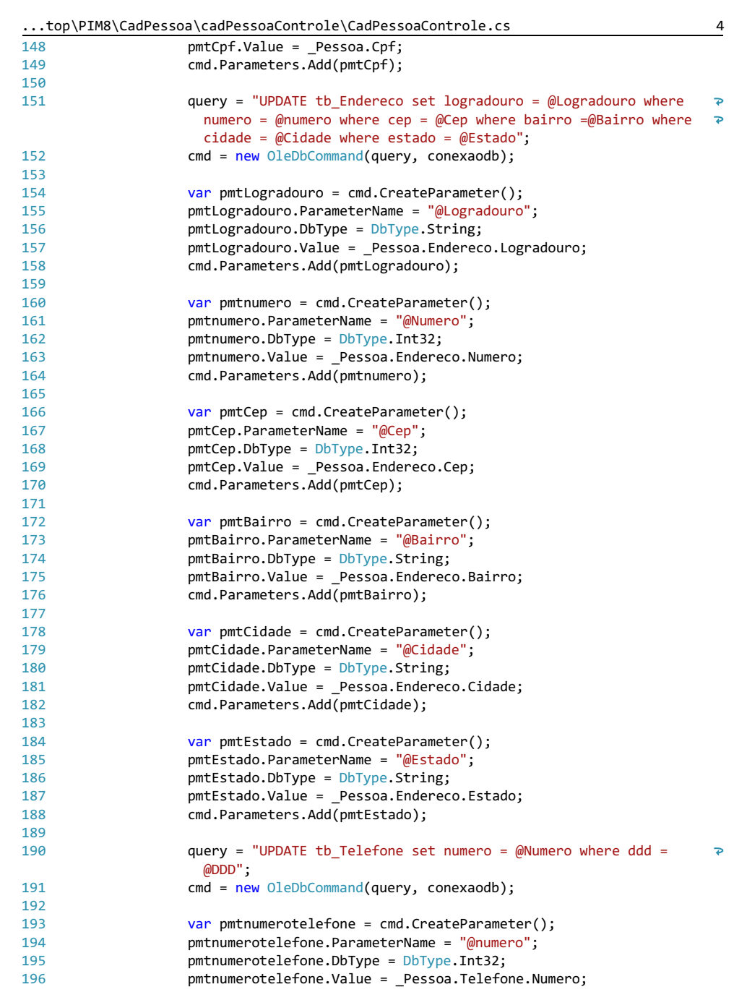 ...top\PIM8\CadPessoa\cadPessoaControle\CadPessoaControle.cs 4
148 pmtCpf.Value = _Pessoa.Cpf;
149 cmd.Parameters.Add(pmtCpf);
150
151 query = "UPDATE tb_Endereco set logradouro = @Logradouro where
numero = @numero where cep = @Cep where bairro =@Bairro where
cidade = @Cidade where estado = @Estado";
152 cmd = new OleDbCommand(query, conexaodb);
153
154 var pmtLogradouro = cmd.CreateParameter();
155 pmtLogradouro.ParameterName = "@Logradouro";
156 pmtLogradouro.DbType = DbType.String;
157 pmtLogradouro.Value = _Pessoa.Endereco.Logradouro;
158 cmd.Parameters.Add(pmtLogradouro);
159
160 var pmtnumero = cmd.CreateParameter();
161 pmtnumero.ParameterName = "@Numero";
162 pmtnumero.DbType = DbType.Int32;
163 pmtnumero.Value = _Pessoa.Endereco.Numero;
164 cmd.Parameters.Add(pmtnumero);
165
166 var pmtCep = cmd.CreateParameter();
167 pmtCep.ParameterName = "@Cep";
168 pmtCep.DbType = DbType.Int32;
169 pmtCep.Value = _Pessoa.Endereco.Cep;
170 cmd.Parameters.Add(pmtCep);
171
172 var pmtBairro = cmd.CreateParameter();
173 pmtBairro.ParameterName = "@Bairro";
174 pmtBairro.DbType = DbType.String;
175 pmtBairro.Value = _Pessoa.Endereco.Bairro;
176 cmd.Parameters.Add(pmtBairro);
177
178 var pmtCidade = cmd.CreateParameter();
179 pmtCidade.ParameterName = "@Cidade";
180 pmtCidade.DbType = DbType.String;
181 pmtCidade.Value = _Pessoa.Endereco.Cidade;
182 cmd.Parameters.Add(pmtCidade);
183
184 var pmtEstado = cmd.CreateParameter();
185 pmtEstado.ParameterName = "@Estado";
186 pmtEstado.DbType = DbType.String;
187 pmtEstado.Value = _Pessoa.Endereco.Estado;
188 cmd.Parameters.Add(pmtEstado);
189
190 query = "UPDATE tb_Telefone set numero = @Numero where ddd =
@DDD";
191 cmd = new OleDbCommand(query, conexaodb);
192
193 var pmtnumerotelefone = cmd.CreateParameter();
194 pmtnumerotelefone.ParameterName = "@numero";
195 pmtnumerotelefone.DbType = DbType.Int32;
196 pmtnumerotelefone.Value = _Pessoa.Telefone.Numero;